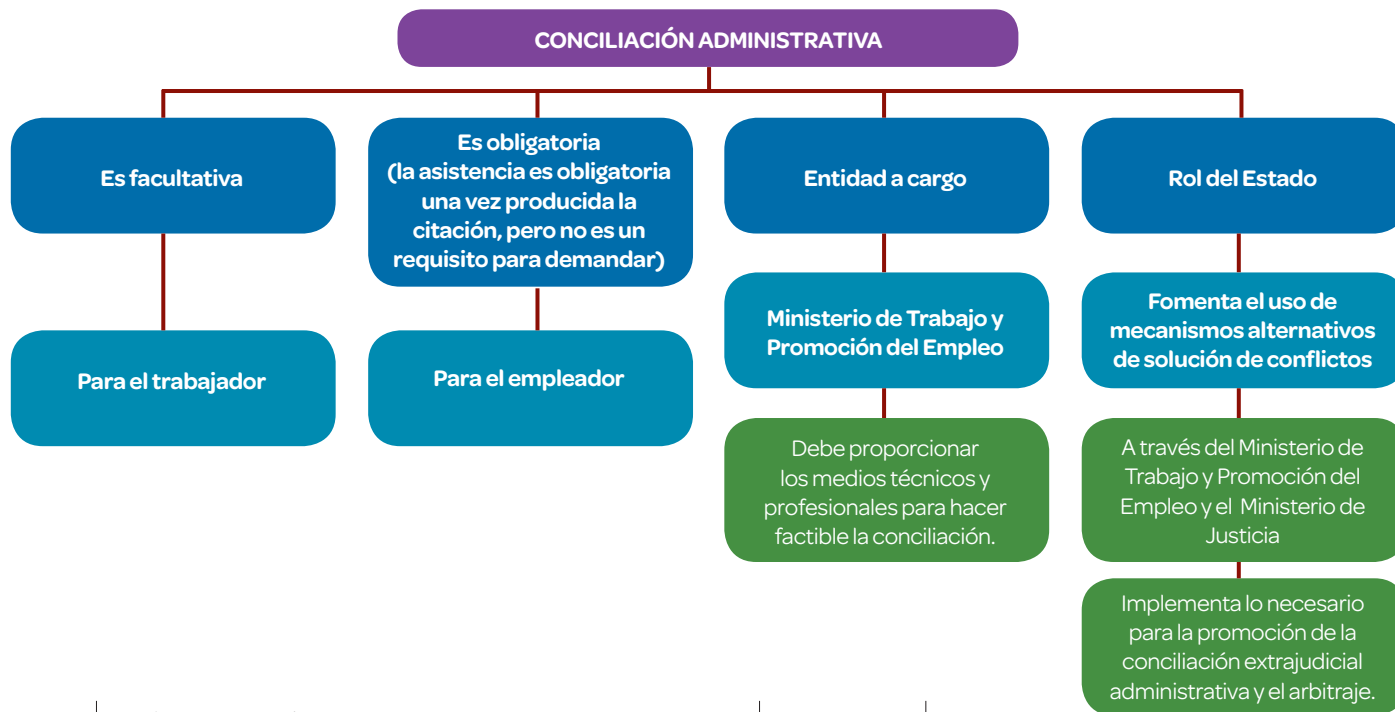 CONCILIACIÓN ADMINISTRATIVA
Es facultativa
Para el trabajador
Es obligatoria
(la asistencia es obligatoria
una vez producida la
citación, pero no es un
requisito para demandar)
Para el empleador
Entidad a cargo
Ministerio de Trabajo y
Promoción del Empleo
Debe proporcionar
los medios técnicos y
profesionales para hacer
factible la conciliación.
Rol del Estado
Fomenta el uso de
mecanismos alternativos
de solución de conflictos
A través del Ministerio de
Trabajo y Promoción del
Empleo y el Ministerio de
Justicia
Implementa lo necesario
para la promoción de la
conciliación extrajudicial
administrativa y el arbitraje.